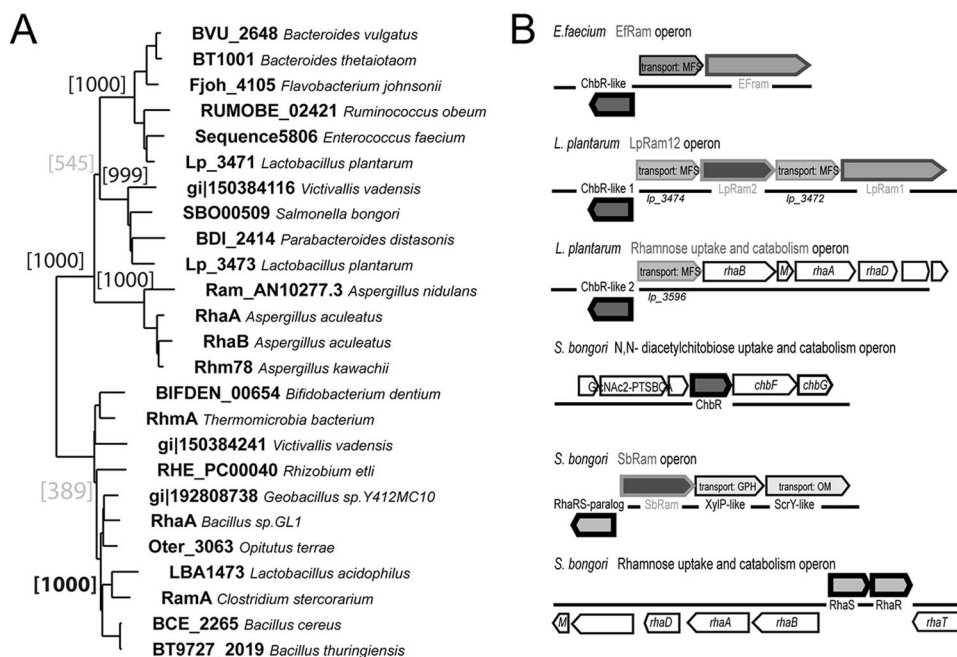 A
BVU_2648 Bacteroides vulgatus
BT1001 Bacteroides thetaiotaom
Fjoh_4105 Flavobacterium johnsonii
[1000]
RUMOBE_02421 Ruminococcus obeum
Sequence5806 Enterococcus faecium
[545]
Lp_3471 Lactobacillus plantarum
[999]
gi|150384116 Victivallis vadensis
SBO00509 Salmonella bongori
BDI_2414 Parabacteroides distasonis
[1000]
Lp_3473 Lactobacillus plantarum
[1000]
Ram_AN10277.3 Aspergillus nidulans
RhaA Aspergillus aculeatus
RhaB Aspergillus aculeatus
Rhm78 Aspergillus kawachii
BIFDEN_00654 Bifidobacterium dentium
RhmA Thermomicrobia bacterium
gi|150384241 Victivallis vadensis
RHE_PC00040 Rhizobium etli
[389]
gi|192808738 Geobacillus sp.Y412MC10
RhaA Bacillus sp.GL1
Oter_3063 Opitutus terrae
[1000]
LBA1473 Lactobacillus acidophilus
RamA Clostridium stercorarium
BCE_2265 Bacillus cereus
BT9727_2019 Bacillus thuringiensis
B
E.faecium EfRam operon
transport: MFS
ChbR-like
EFram
L. plantarum LpRam12 operon
transport: MFS transport: MFS
ChbR-like 1 LpRam2 LpRam1
lp_3474 lp_3472
L. plantarum Rhamnose uptake and catabolism operon
transport: MFS rhaB M rhaA rhaD
ChbR-like 2
lp_3596
S. bongori N,N- diacetylchitobiose uptake and catabolism operon
GlcNAc2-PTSBCA chbF chbG
ChbR
S. bongori SbRam operon
transport: GPH transport: OM
RhaRS-paralog SbRam XylP-like ScrY-like
S. bongori Rhamnose uptake and catabolism operon
RhaS RhaR
M rhaD rhaA rhaB rhaT